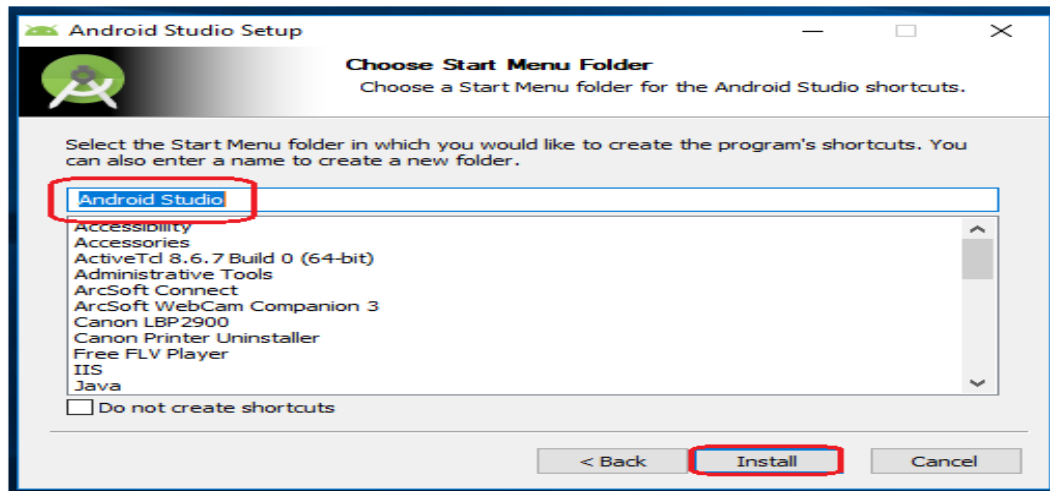 Android Studio Setup
Choose Start Menu Folder
Choose a Start Menu folder for the Android Studio shortcuts.
Select the Start Menu folder in which you would like to create the program's shortcuts. You
can also enter a name to create a new folder.
Android Studio
Accessibility
Accessories
ActiveTcl 8.6.7 Build 0 (64-bit)
Administrative Tools
ArcSoft Connect
ArcSoft WebCam Companion 3
Canon LBP2900
Canon Printer Uninstaller
Free FLV Player
IIS
Java
Do not create shortcuts
< Back Install Cancel